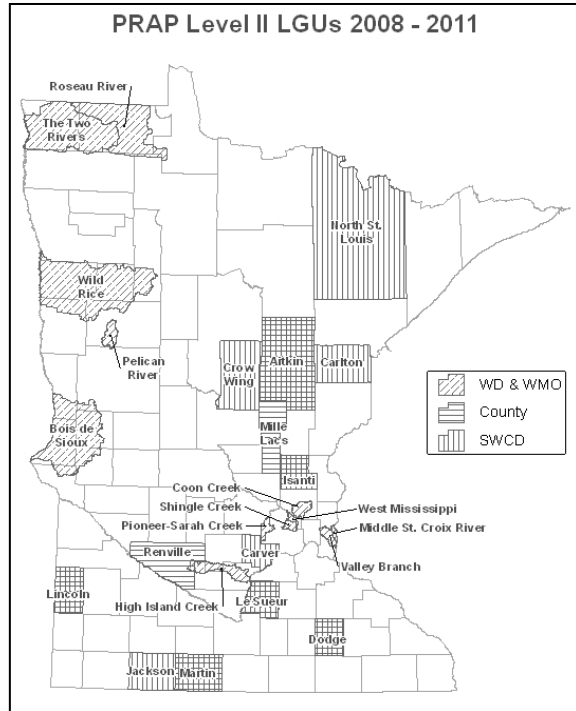 PRAP Level II LGUs 2008 - 2011
Roseau River
The Two
Rivers
North St.
Louis
Wild
Rice
Pelican
River
Crow
Wing
Aitkin
Carlton
WD & WMO
County
SWCD
Bois de
Sioux
Mille
Lacs
Isanti
Coon Creek
Shingle Creek
West Mississippi
Pioneer-Sarah Creek
Middle St. Croix River
Renville
Carver
Valley Branch
Lincoln
High Island Creek
Le Sueur
Dodge
Jackson
Martin